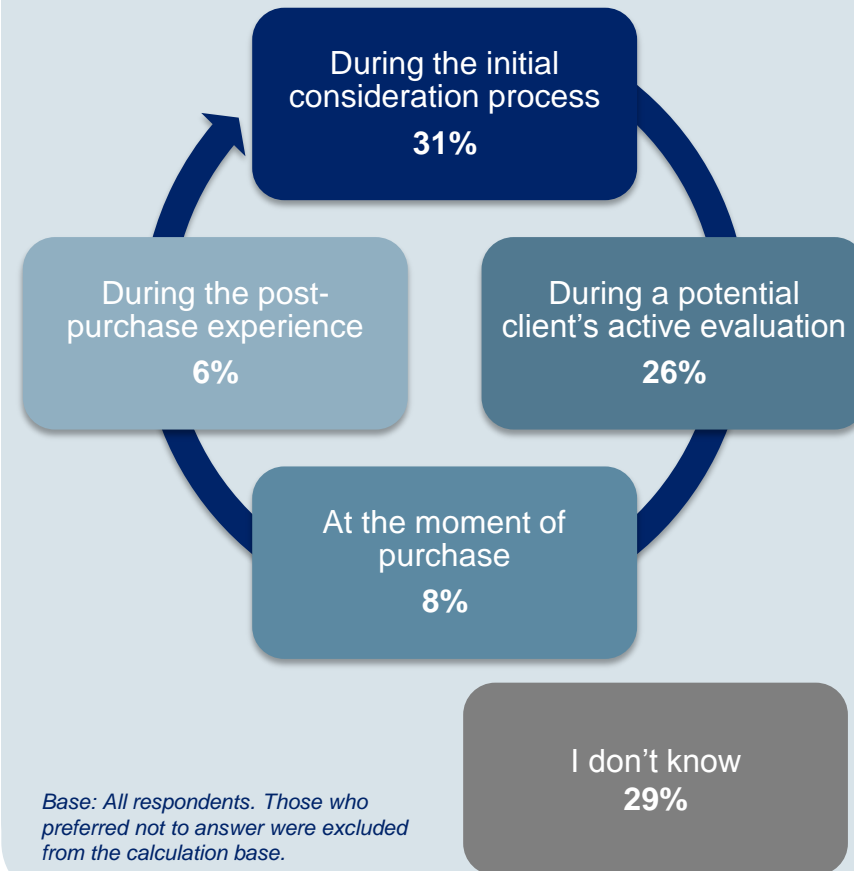 During the initial
consideration process
31%
During the post-
purchase experience
6%
During a potential
client’s active evaluation
26%
At the moment of
purchase
8%
I don’t know
29%
Base: All respondents. Those who
preferred not to answer were excluded
from the calculation base.